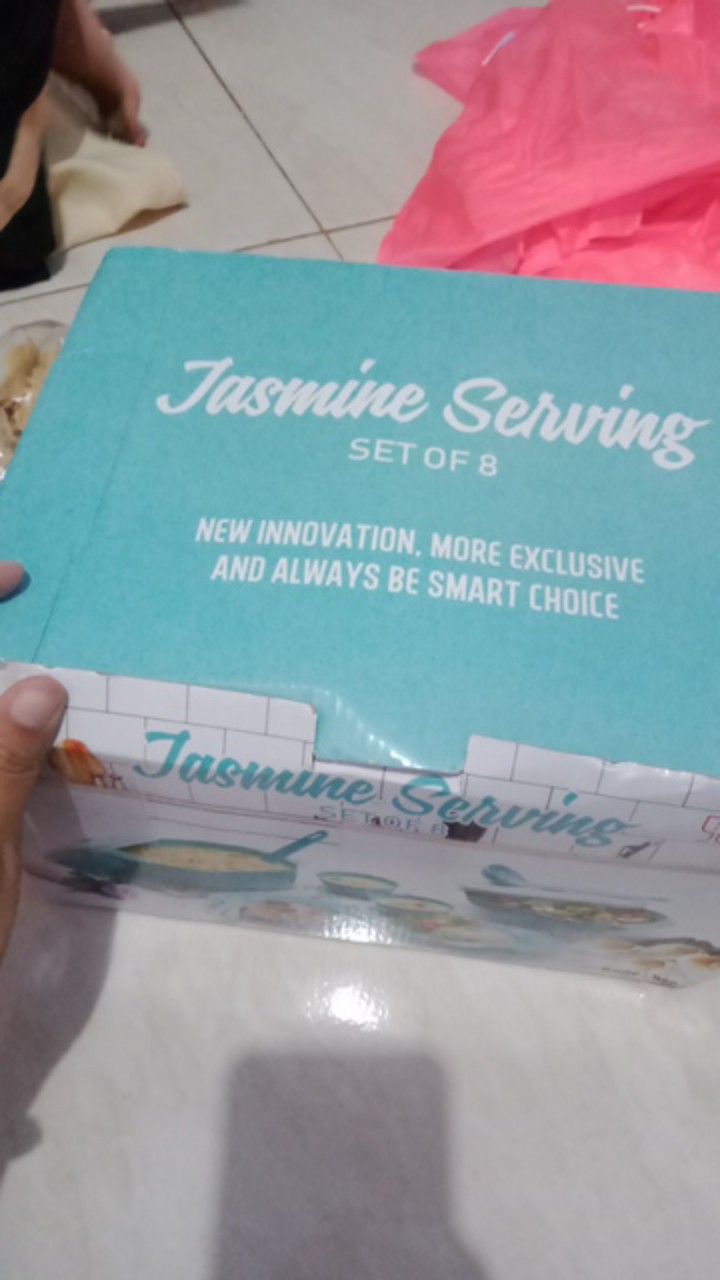 Jasmine Serving
SET OF 8
NEW INNOVATION, MORE EXCLUSIVE
AND ALWAYS BE SMART CHOICE
Jasmine Serving
SET OF 8